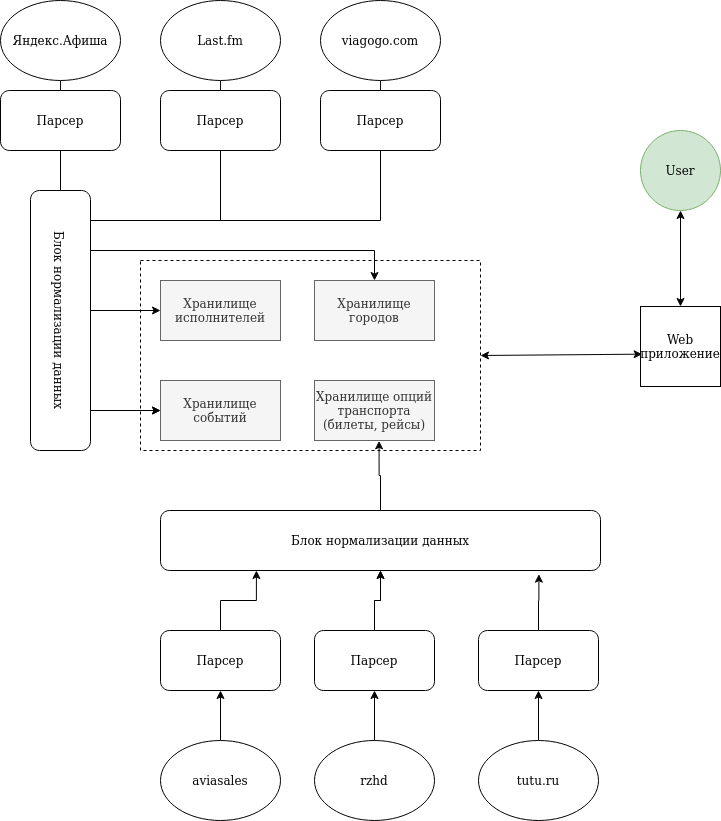 Яндекс.Афиша
Last.fm
viagogo.com
Парсер
Парсер
Парсер
User
Блок нормализации данных
Хранилище
исполнителей
Хранилище
городов
Web
приложение
Хранилище
событий
Хранилище опций
транспорта
(билеты, рейсы)
Блок нормализации данных
Парсер
Парсер
Парсер
aviasales
rzhd
tutu.ru